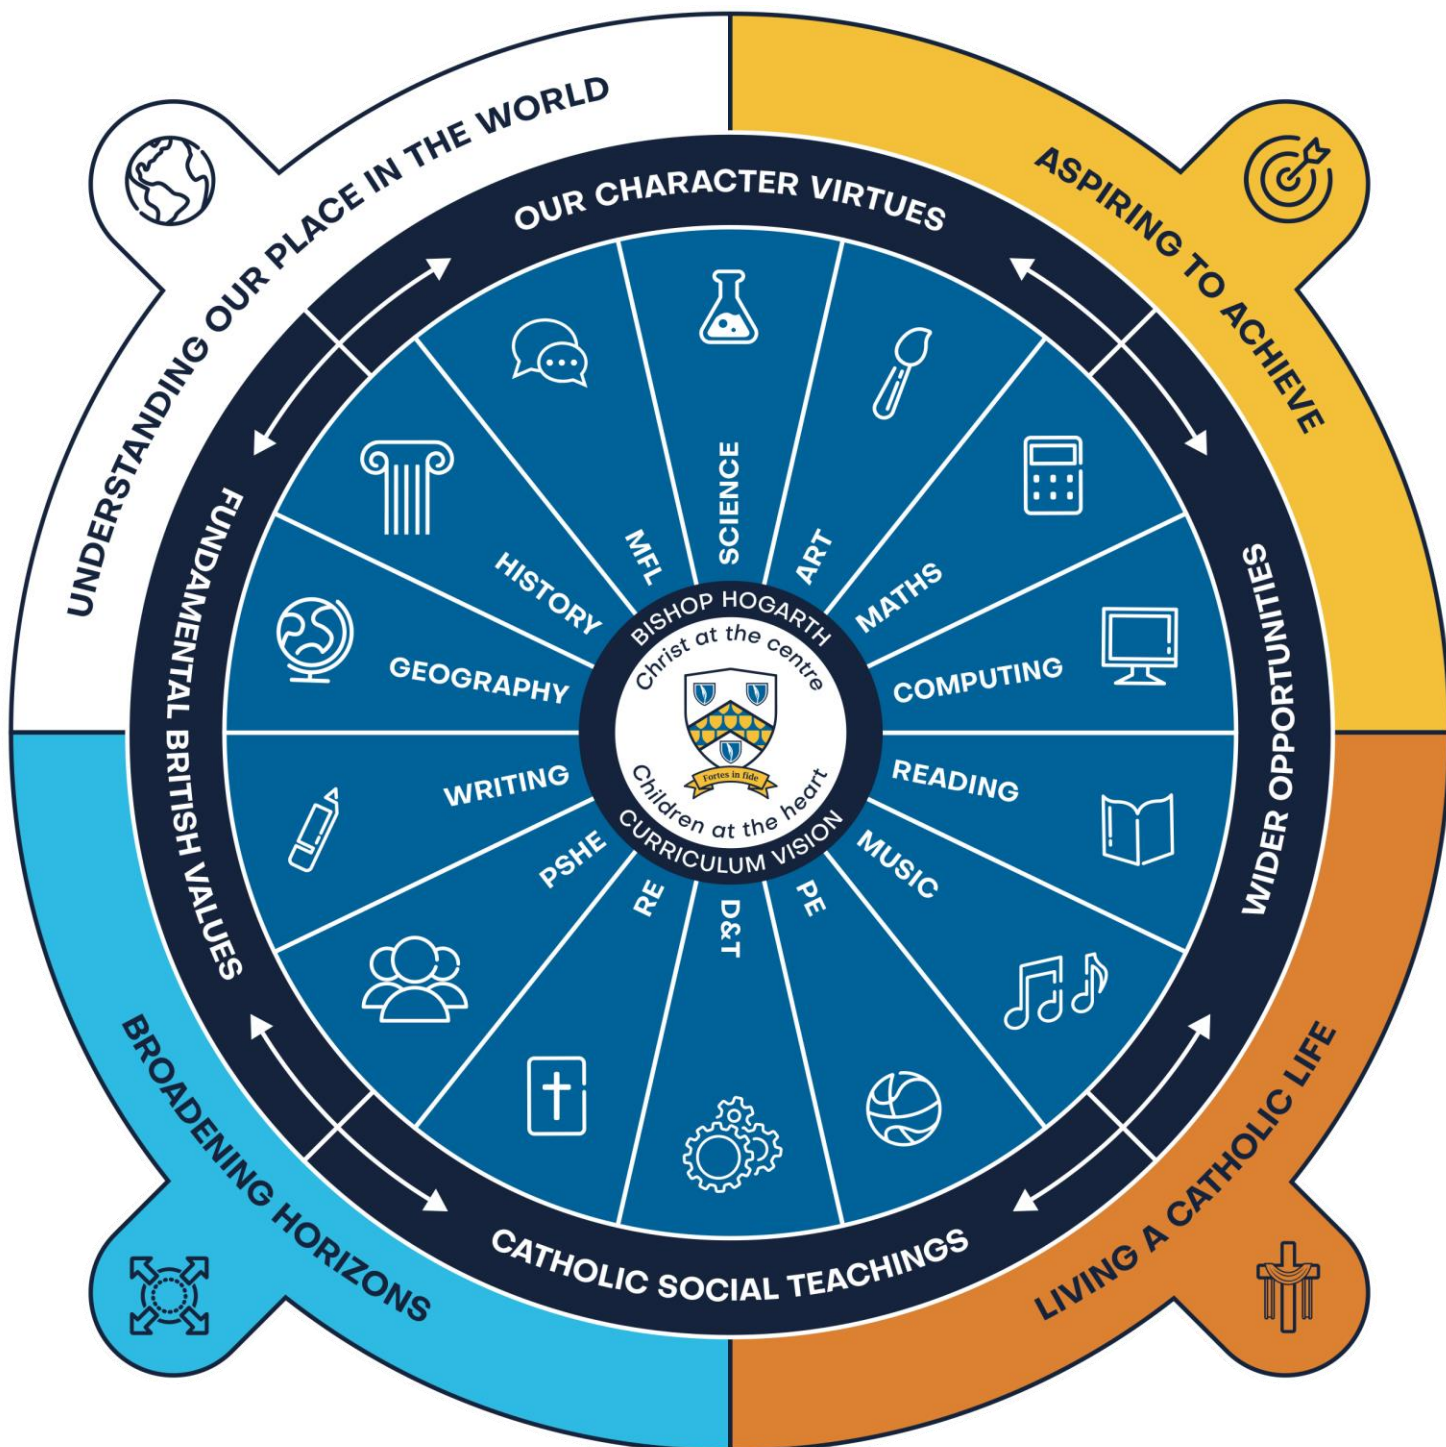 UNDERSTANDING OUR PLACE IN THE WORLD
ASPIRING TO ACHIEVE
LIVING A CATHOLIC LIFE
BROADENING HORIZONS
OUR CHARACTER VIRTUES
WIDER OPPORTUNITIES
CATHOLIC SOCIAL TEACHINGS
FUNDAMENTAL BRITISH VALUES
SCIENCE
ART
MATHS
COMPUTING
READING
MUSIC
PE
D&T
RE
PSHE
WRITING
GEOGRAPHY
HISTORY
MFL
BISHOP HOGARTH
Christ at the centre
Fortes in fide
Children at the heart
CURRICULUM VISION